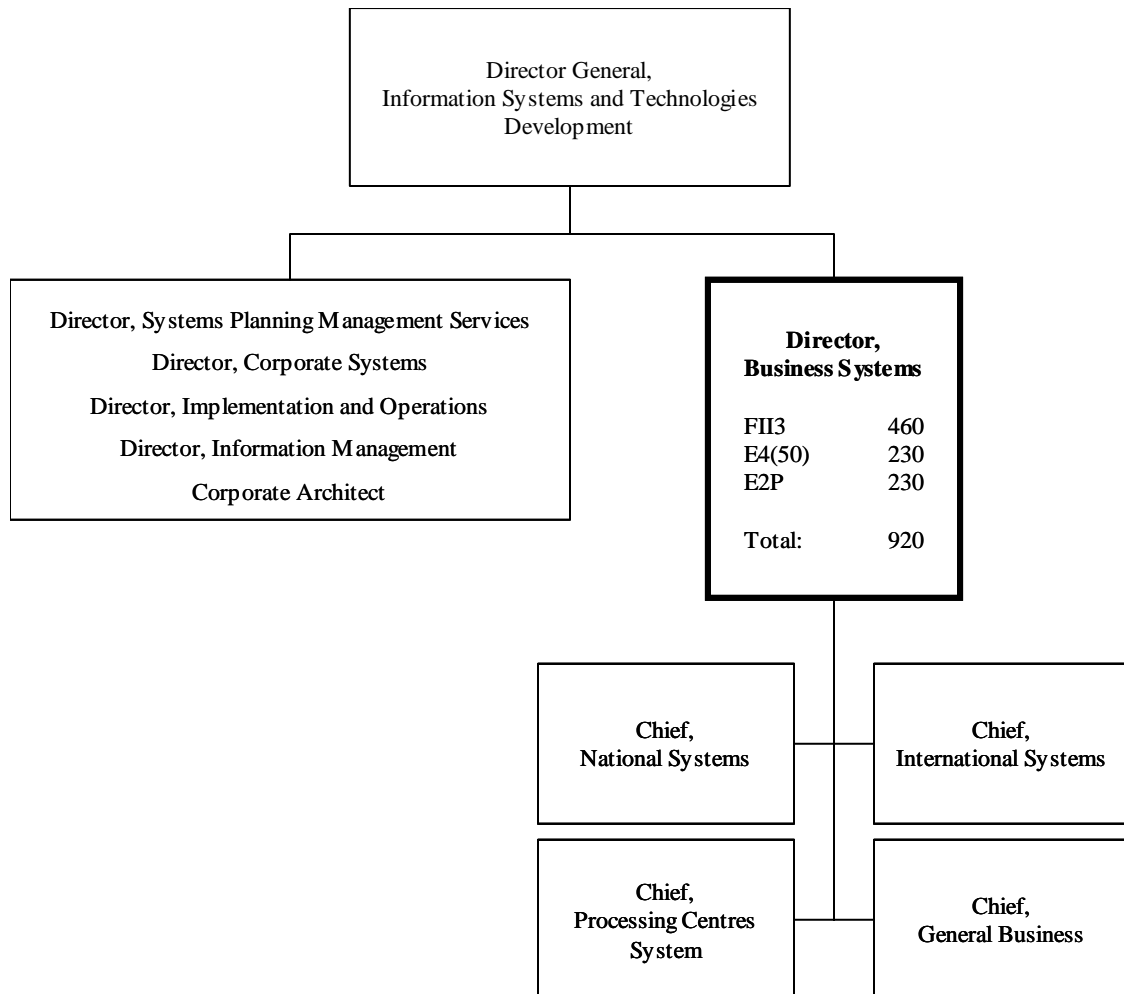 Director General,
Information Systems and Technologies
Development
Director, Systems Planning Management Services
Director, Corporate Systems
Director, Implementation and Operations
Director, Information Management
Corporate Architect
Director,
Business Systems
FII3 460
E4(50) 230
E2P 230
Total: 920
Chief,
National Systems
Chief,
International Systems
Chief,
Processing Centres
System
Chief,
General Business